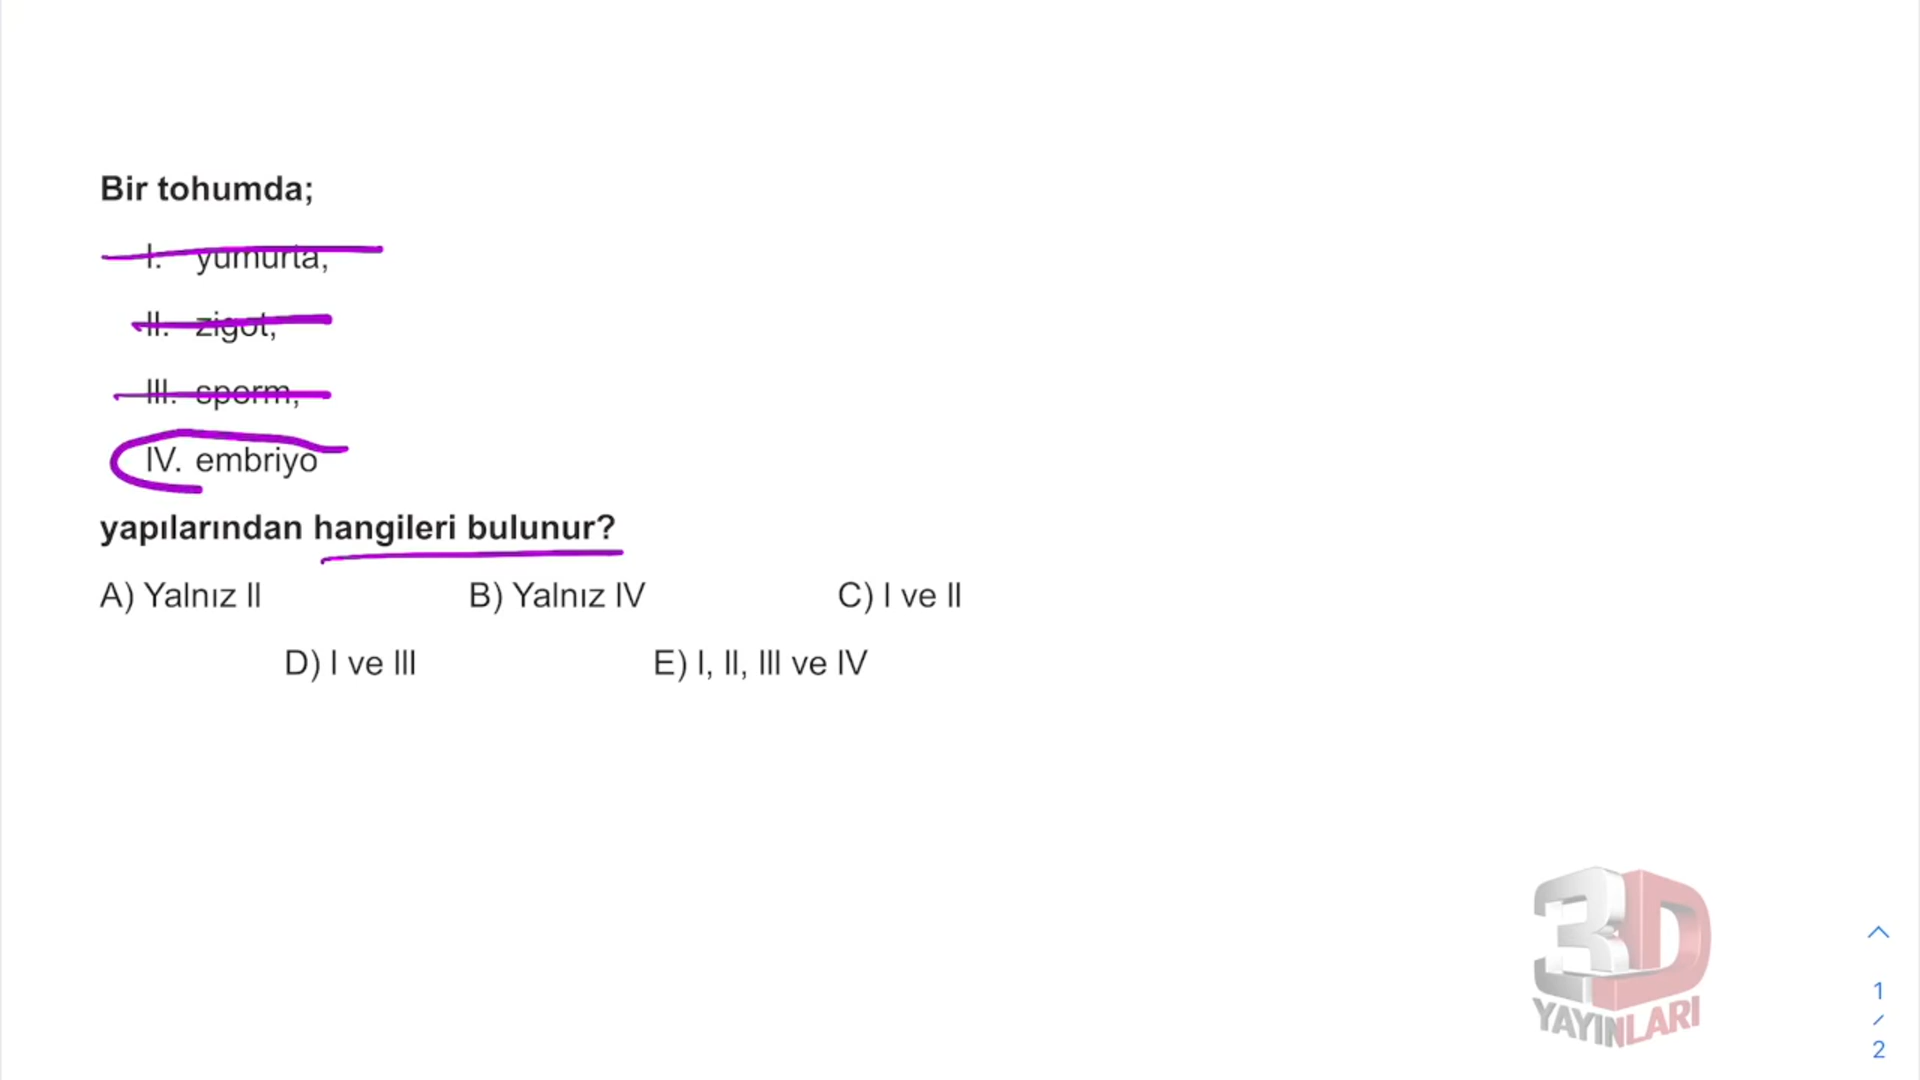 Bir tohumda;
I. yumurta,
II. zigot,
III. sperm,
IV. embriyo
yapılarından hangileri bulunur?
A) Yalnız II B) Yalnız IV C) I ve II
D) I ve III E) I, II, III ve IV
3D
YAYINLARI
1
/
2